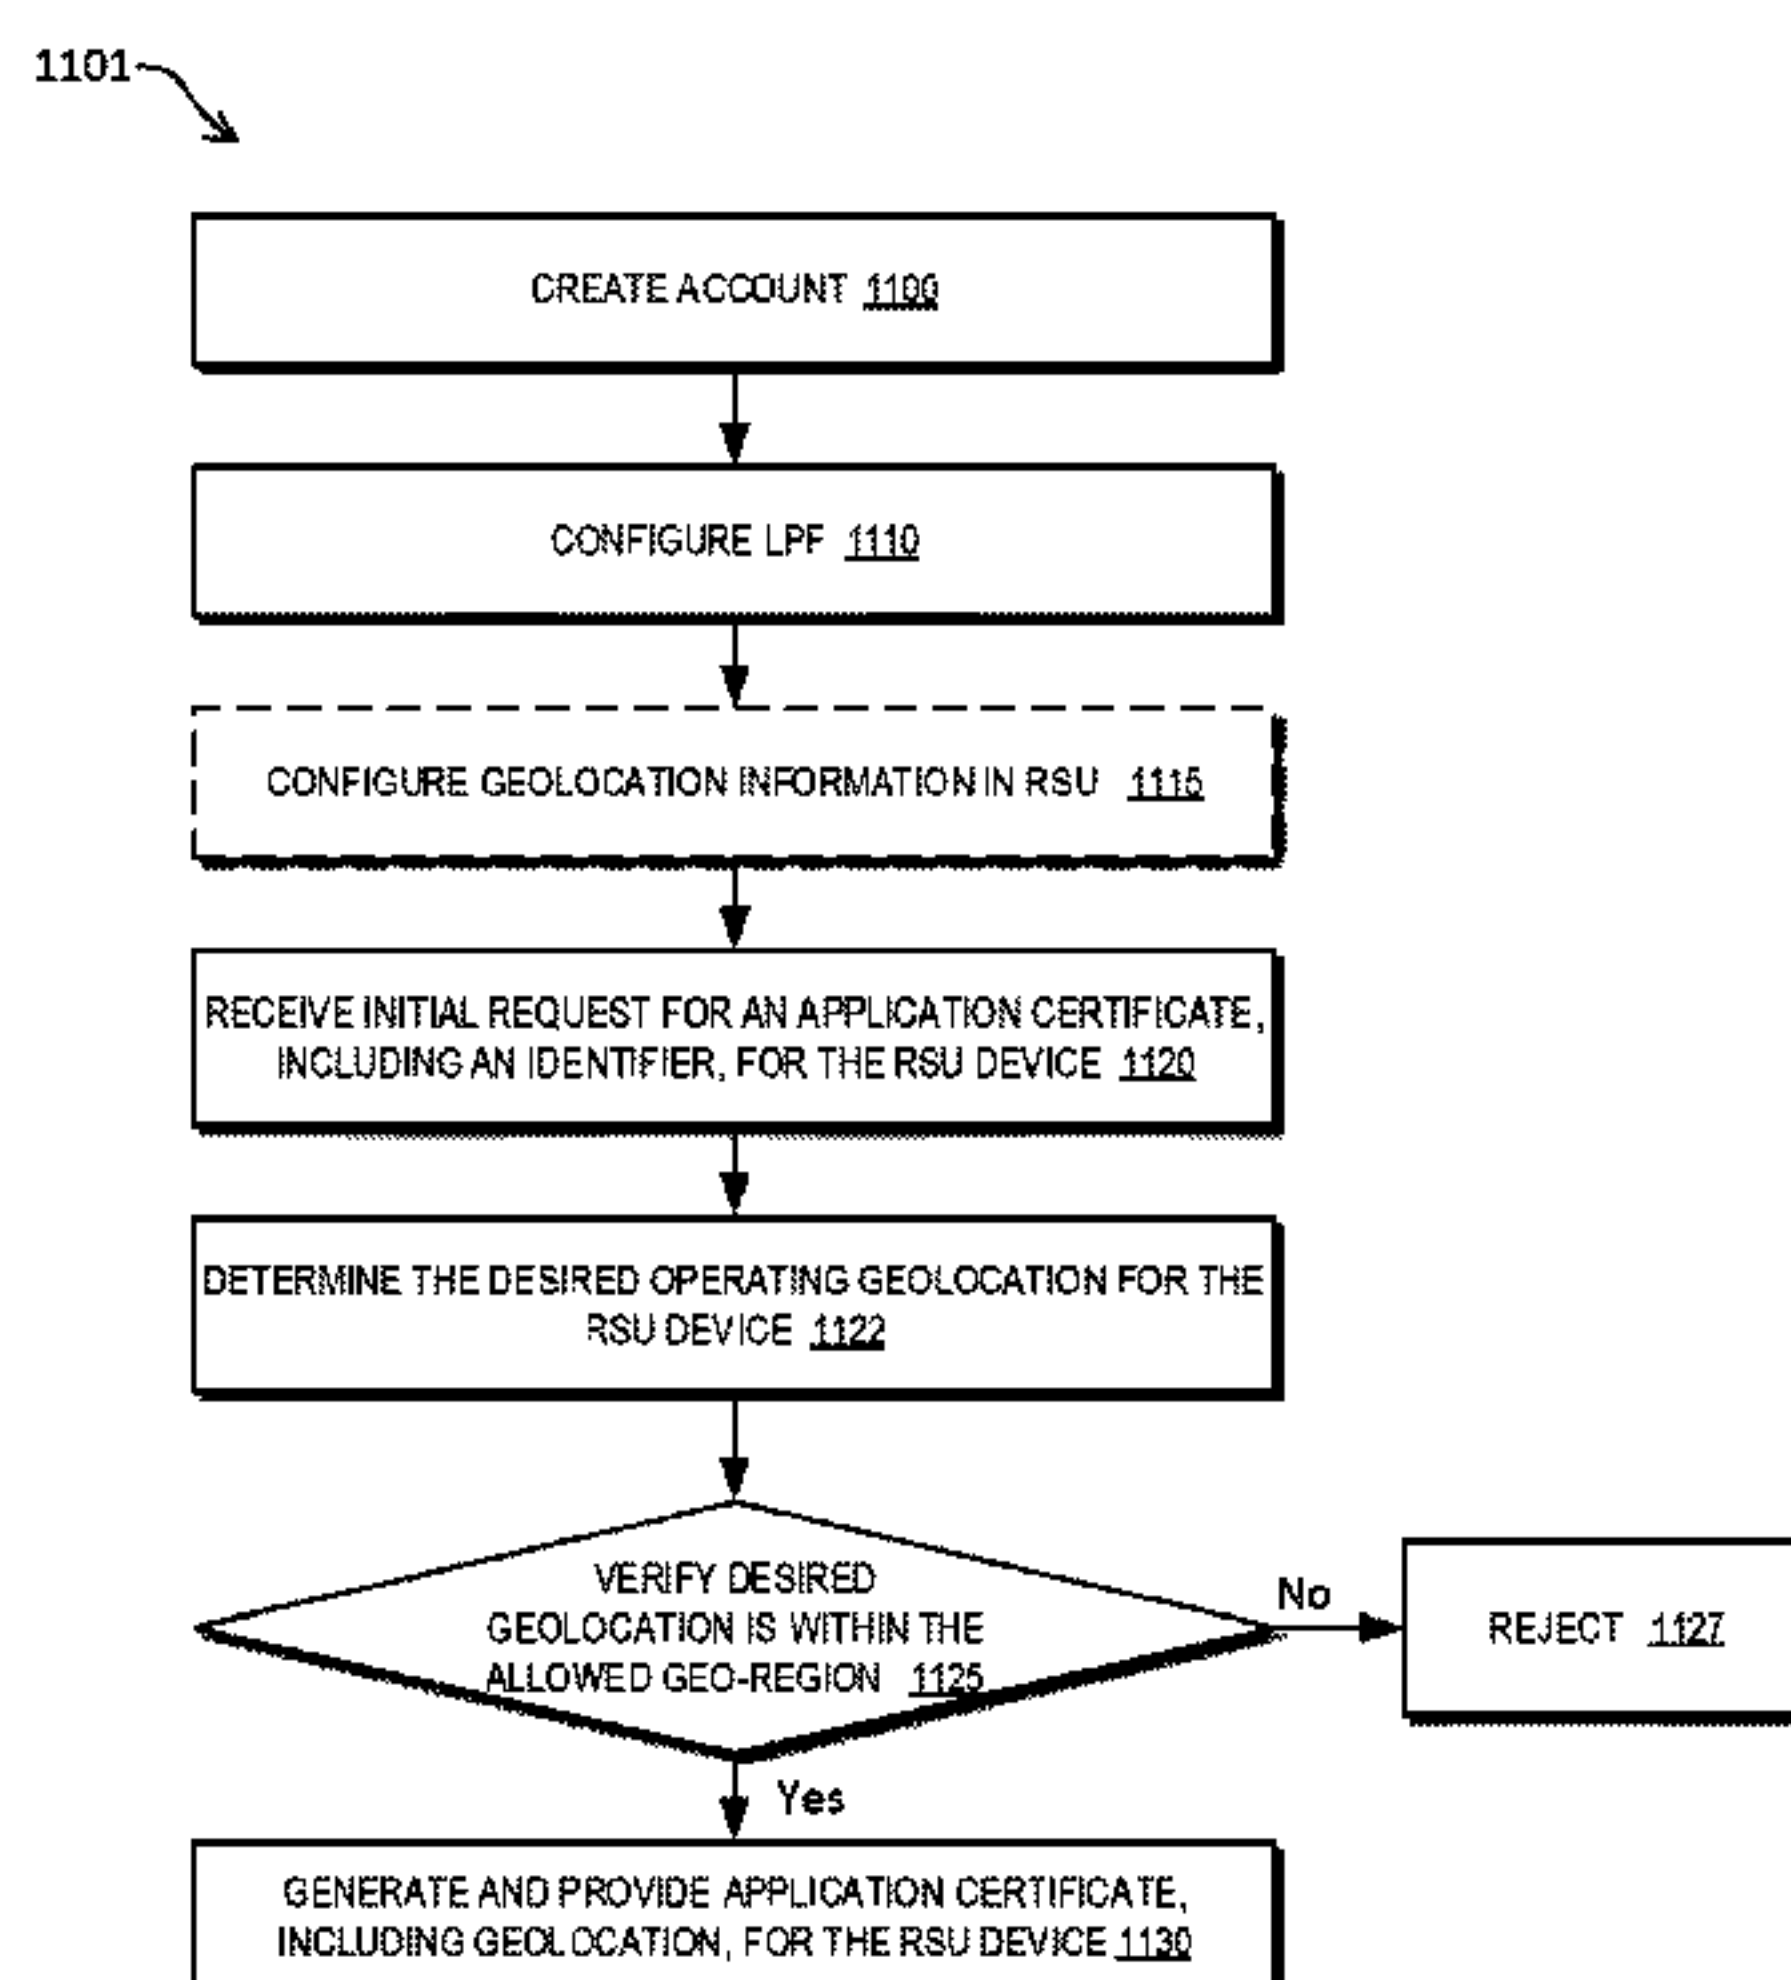 1101
CREATE ACCOUNT 1100
CONFIGURE LPF 1110
CONFIGURE GEOLOCATION INFORMATION IN RSU 1115
RECEIVE INITIAL REQUEST FOR AN APPLICATION CERTIFICATE,
INCLUDING AN IDENTIFIER, FOR THE RSU DEVICE 1120
DETERMINE THE DESIRED OPERATING GEOLOCATION FOR THE
RSU DEVICE 1122
VERIFY DESIRED
GEOLOCATION IS WITHIN THE
ALLOWED GEO-REGION 1125
No
REJECT 1127
Yes
GENERATE AND PROVIDE APPLICATION CERTIFICATE,
INCLUDING GEOLOCATION, FOR THE RSU DEVICE 1130